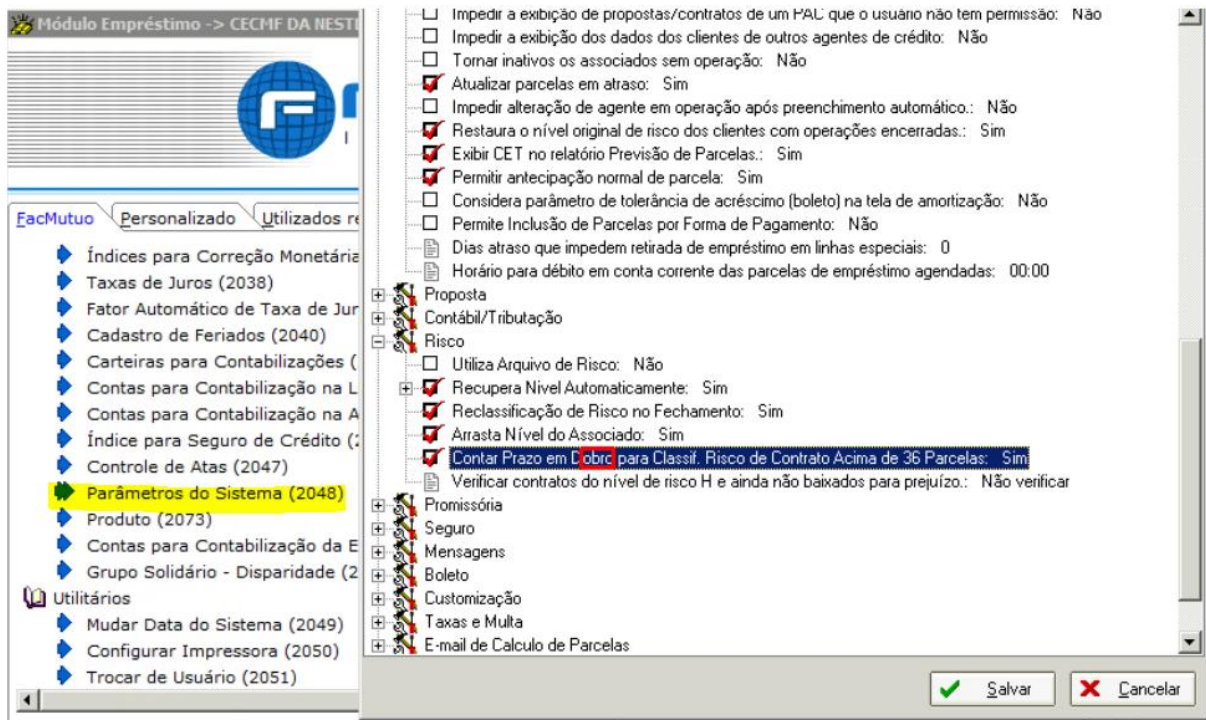 Módulo Empréstimo -> CECMF DA NESTI
FacMutuo
Personalizado
Utilizados re
Índices para Correção Monetária
Taxas de Juros (2038)
Fator Automático de Taxa de Jur
Cadastro de Feriados (2040)
Carteiras para Contabilizações (
Contas para Contabilização na L
Contas para Contabilização na A
Índice para Seguro de Crédito (2
Controle de Atas (2047)
Parâmetros do Sistema (2048)
Produto (2073)
Contas para Contabilização da E
Grupo Solidário - Disparidade (2
Utilitários
Mudar Data do Sistema (2049)
Configurar Impressora (2050)
Trocar de Usuário (2051)
Impedir a exibição de propostas/contratos de um PAC que o usuário não tem permissão: Não
Impedir a exibição dos dados dos clientes de outros agentes de crédito: Não
Tornar inativos os associados sem operação: Não
Atualizar parcelas em atraso: Sim
Impedir alteração de agente em operação após preenchimento automático.: Não
Restaura o nível original de risco dos clientes com operações encerradas.: Sim
Exibir CET no relatório Previsão de Parcelas.: Sim
Permitir antecipação normal de parcela: Sim
Considera parâmetro de tolerância de acréscimo (boleto) na tela de amortização: Não
Permite Inclusão de Parcelas por Forma de Pagamento: Não
Dias atraso que impedem retirada de empréstimo em linhas especiais: 0
Horário para débito em conta corrente das parcelas de empréstimo agendadas: 00:00
Proposta
Contábil/Tributação
Risco
Utiliza Arquivo de Risco: Não
Recupera Nivel Automaticamente: Sim
Reclassificação de Risco no Fechamento: Sim
Arrasta Nível do Associado: Sim
Contar Prazo em Dobro para Classif. Risco de Contrato Acima de 36 Parcelas: Sim
Verificar contratos do nível de risco H e ainda não baixados para prejuízo.: Não verificar
Promissória
Seguro
Mensagens
Boleto
Customização
Taxas e Multa
E-mail de Calculo de Parcelas
Salvar
Cancelar